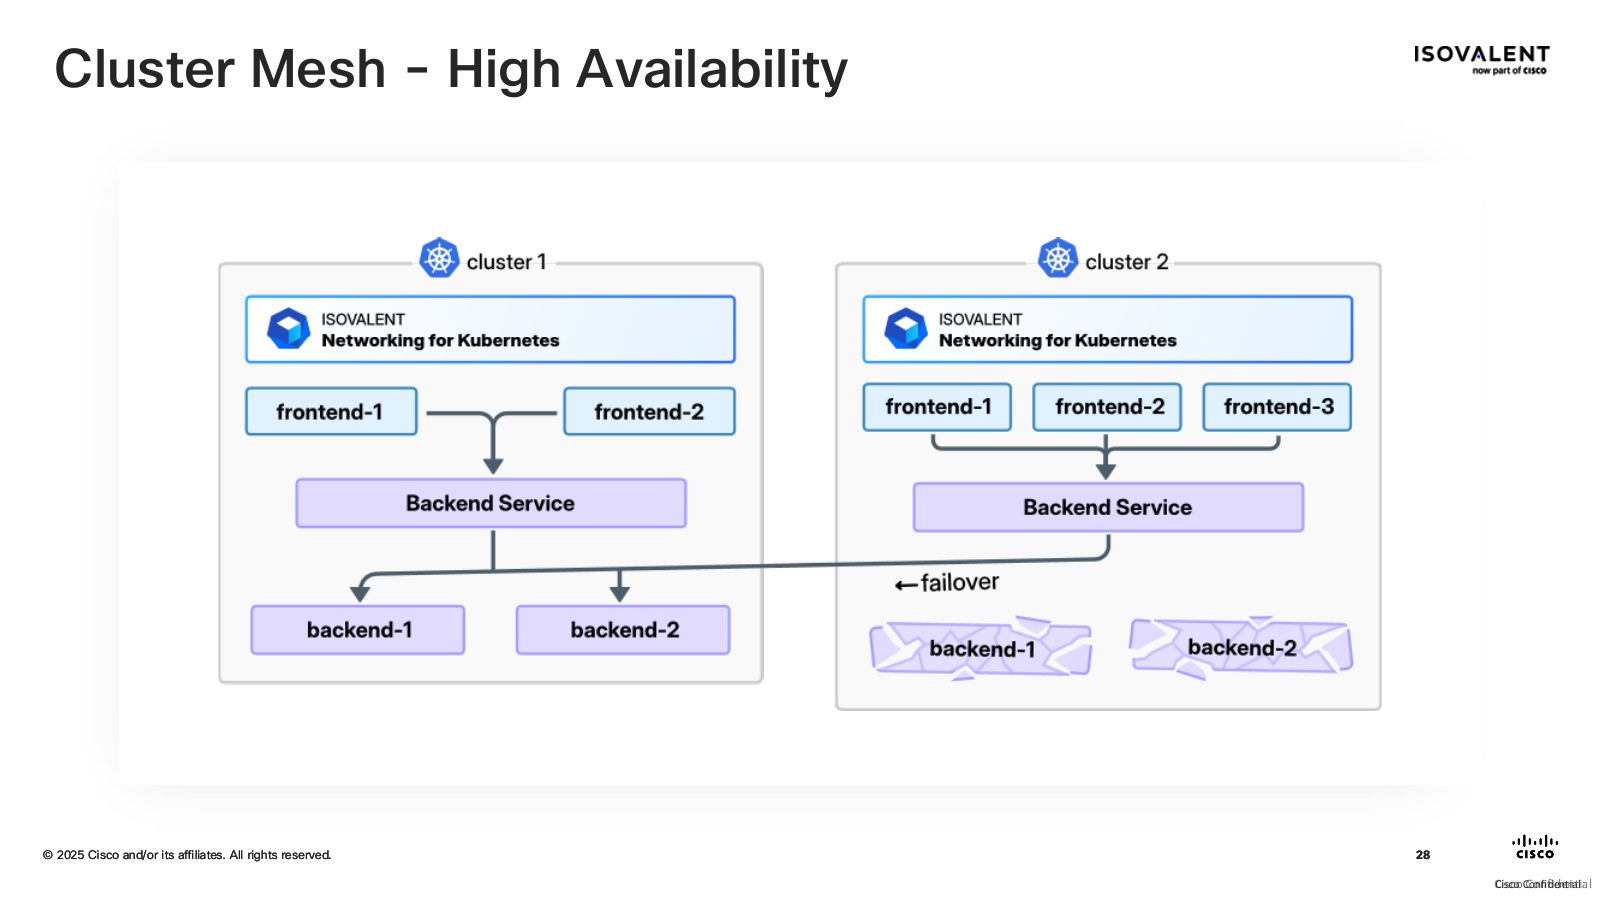 Cluster Mesh - High Availability
ISOVALENT
now part of CISCO
cluster 1
ISOVALENT
Networking for Kubernetes
frontend-1
frontend-2
Backend Service
backend-1
backend-2
cluster 2
ISOVALENT
Networking for Kubernetes
frontend-1
frontend-2
frontend-3
Backend Service
←failover
backend-1
backend-2
© 2025 Cisco and/or its affiliates. All rights reserved.
28
CISCO
Cisco Confidential